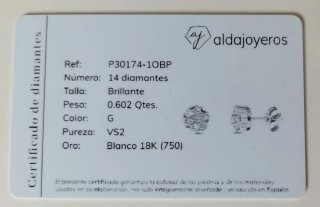 aj aldajoyeros
Certificado de diamantes
Ref: P30174-1OBP
Número: 14 diamantes
Talla: Brillante
Peso: 0.602 Qtes.
Color: G
Pureza: VS2
Oro: Blanco 18K (750)
El presente certificado garantiza la calidad de las piedras y de los materiales
usados en su elaboración. Ha sido íntegramente diseñado y producido en España